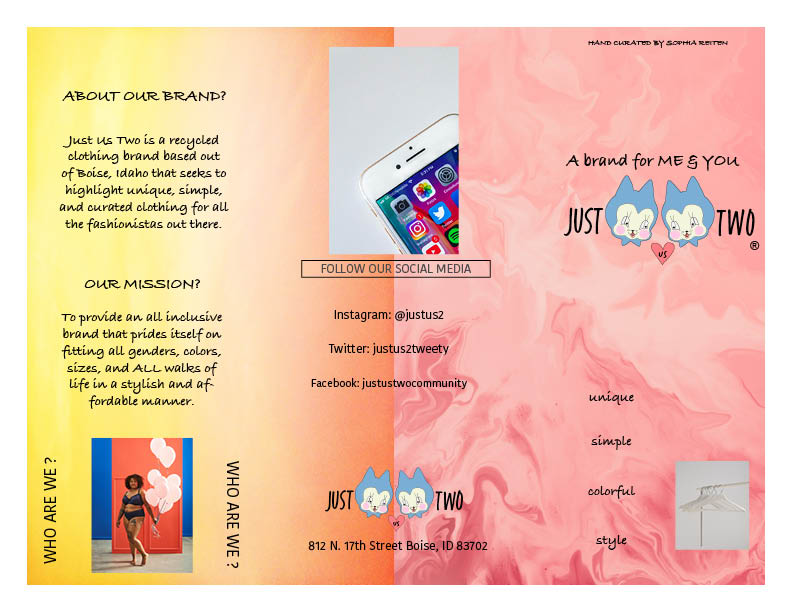 ABOUT OUR BRAND?
Just Us Two is a recycled
clothing brand based out
of Boise, Idaho that seeks to
highlight unique, simple,
and curated clothing for all
the fashionistas out there.
OUR MISSION?
To provide an all inclusive
brand that prides itself on
fitting all genders, colors,
sizes, and ALL walks of
life in a stylish and af-
fordable manner.
WHO ARE WE ?
WHO ARE WE ?
FOLLOW OUR SOCIAL MEDIA
Instagram: @justus2
Twitter: justus2tweety
Facebook: justustwocommunity
JUST TWO
us
812 N. 17th Street Boise, ID 83702
HAND CURATED BY SOPHIA REITEN
A brand for ME & YOU
JUST TWO
us
®
unique
simple
colorful
style